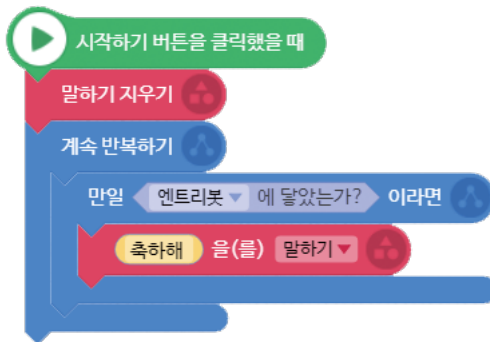 시작하기 버튼을 클릭했을 때
말하기 지우기
계속 반복하기
만일 엔트리봇 에 닿았는가? 이라면
축하해 을(를) 말하기